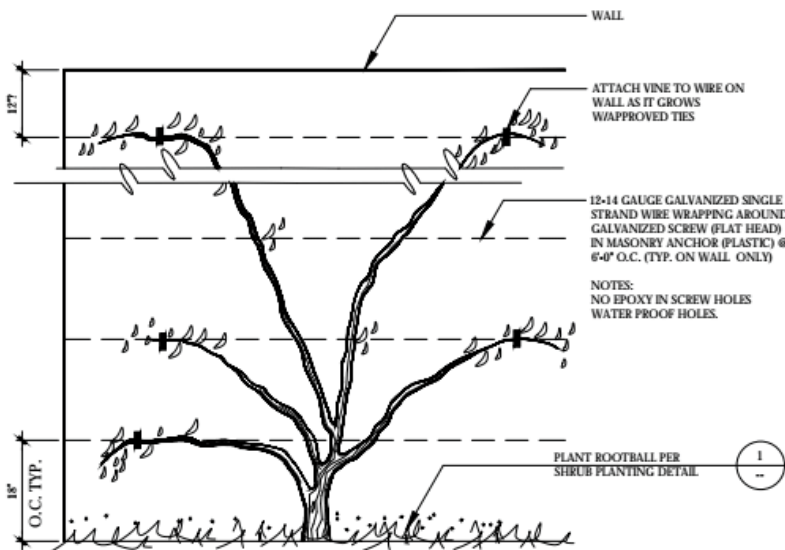 WALL
12"?
ATTACH VINE TO WIRE ON
WALL AS IT GROWS
W/APPROVED TIES
12-14 GAUGE GALVANIZED SINGLE
STRAND WIRE WRAPPING AROUND
GALVANIZED SCREW (FLAT HEAD)
IN MASONRY ANCHOR (PLASTIC) @
6'-0" O.C. (TYP. ON WALL ONLY)
NOTES:
NO EPOXY IN SCREW HOLES
WATER PROOF HOLES.
PLANT ROOTBALL PER
SHRUB PLANTING DETAIL
1
--
18"
O.C. TYP.